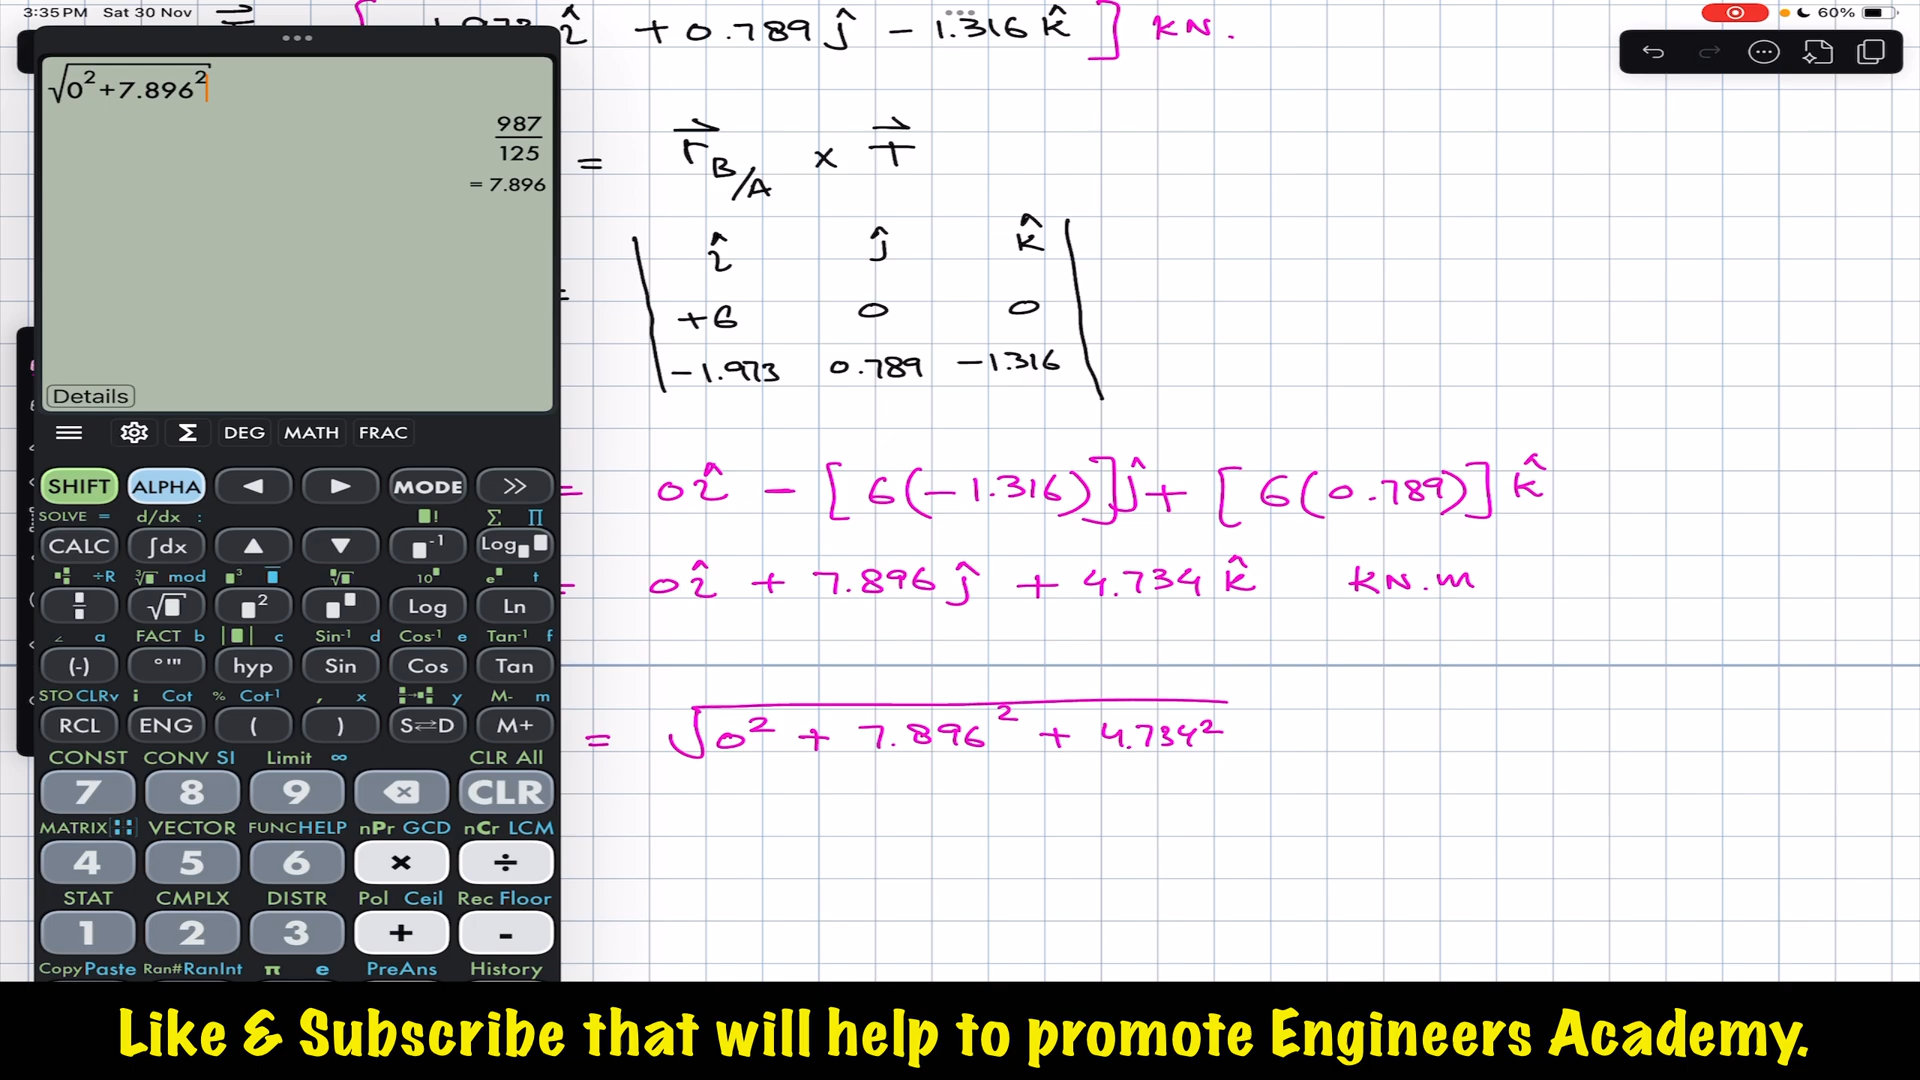 3:35 PM Sat 30 Nov
60%
î + 0.789 ĵ - 1.316 k̂ ] KN.
√0²+7.896²
987
125
= 7.896
= r B/A x T
î ĵ k̂
+6 0 0
-1.973 0.789 -1.316
Details
DEG MATH FRAC
= 0î - [ 6(-1.316)]ĵ + [ 6(0.789)] k̂
= 0î + 7.896 ĵ + 4.734 k̂ KN.m
= √0² + 7.896² + 4.734²
SHIFT ALPHA ◄ ► MODE >>
SOLVE = d/dx : ! Σ ∏
CALC ∫dx ▲ ▼ -1 Log
÷R mod 3 10 e t
√ 2 Log Ln
∠ a FACT b c Sin-1 d Cos-1 e Tan-1 f
(-) °'" hyp Sin Cos Tan
STO CLRv i Cot % Cot-1 , x y M- m
RCL ENG ( ) S⇄D M+
CONST CONV SI Limit ∞ CLR All
7 8 9 CLR
MATRIX VECTOR FUNC HELP nPr GCD nCr LCM
4 5 6 × ÷
STAT CMPLX DISTR Pol Ceil Rec Floor
1 2 3 + -
Copy Paste Ran# RanInt π e PreAns History
Like & Subscribe that will help to promote Engineers Academy.